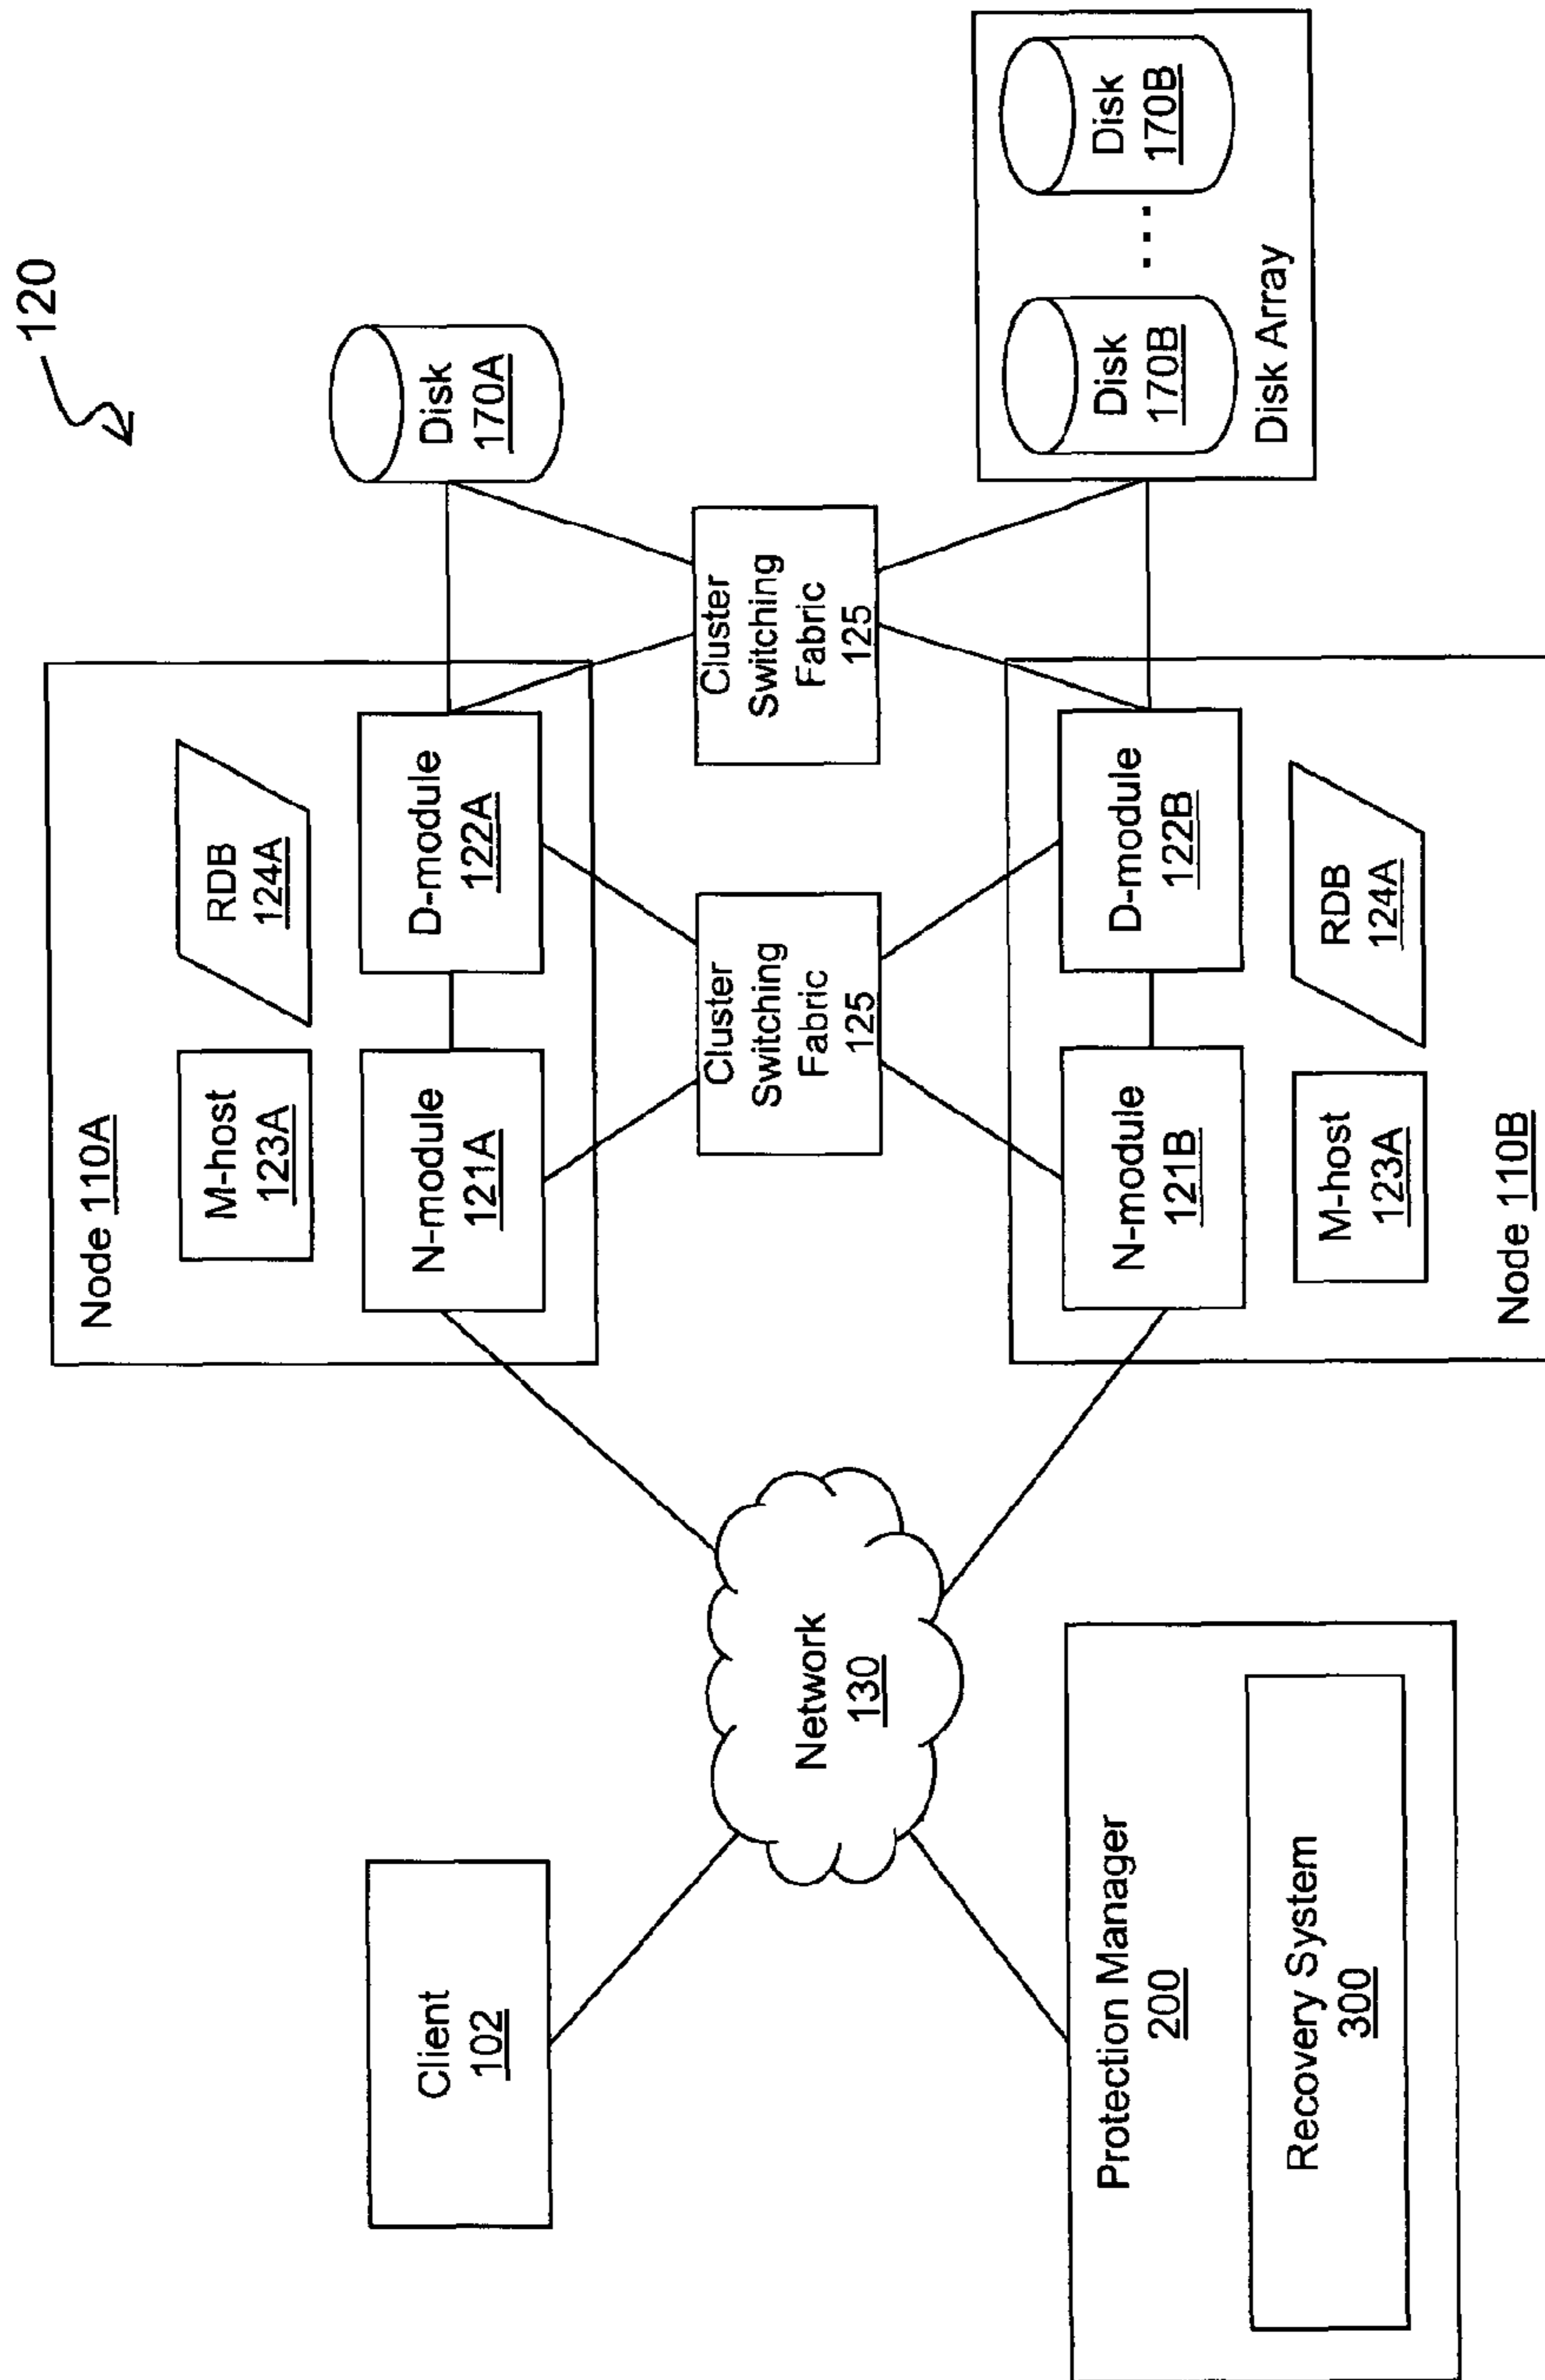 120
Client
102
Protection Manager
200
Recovery System
300
Network
130
Node 110A
M-host
123A
RDB
124A
N-module
121A
D-module
122A
Cluster
Switching
Fabric
125
Cluster
Switching
Fabric
125
N-module
121B
D-module
122B
M-host
123A
RDB
124A
Node 110B
Disk
170A
Disk
170B
...
Disk
170B
Disk Array